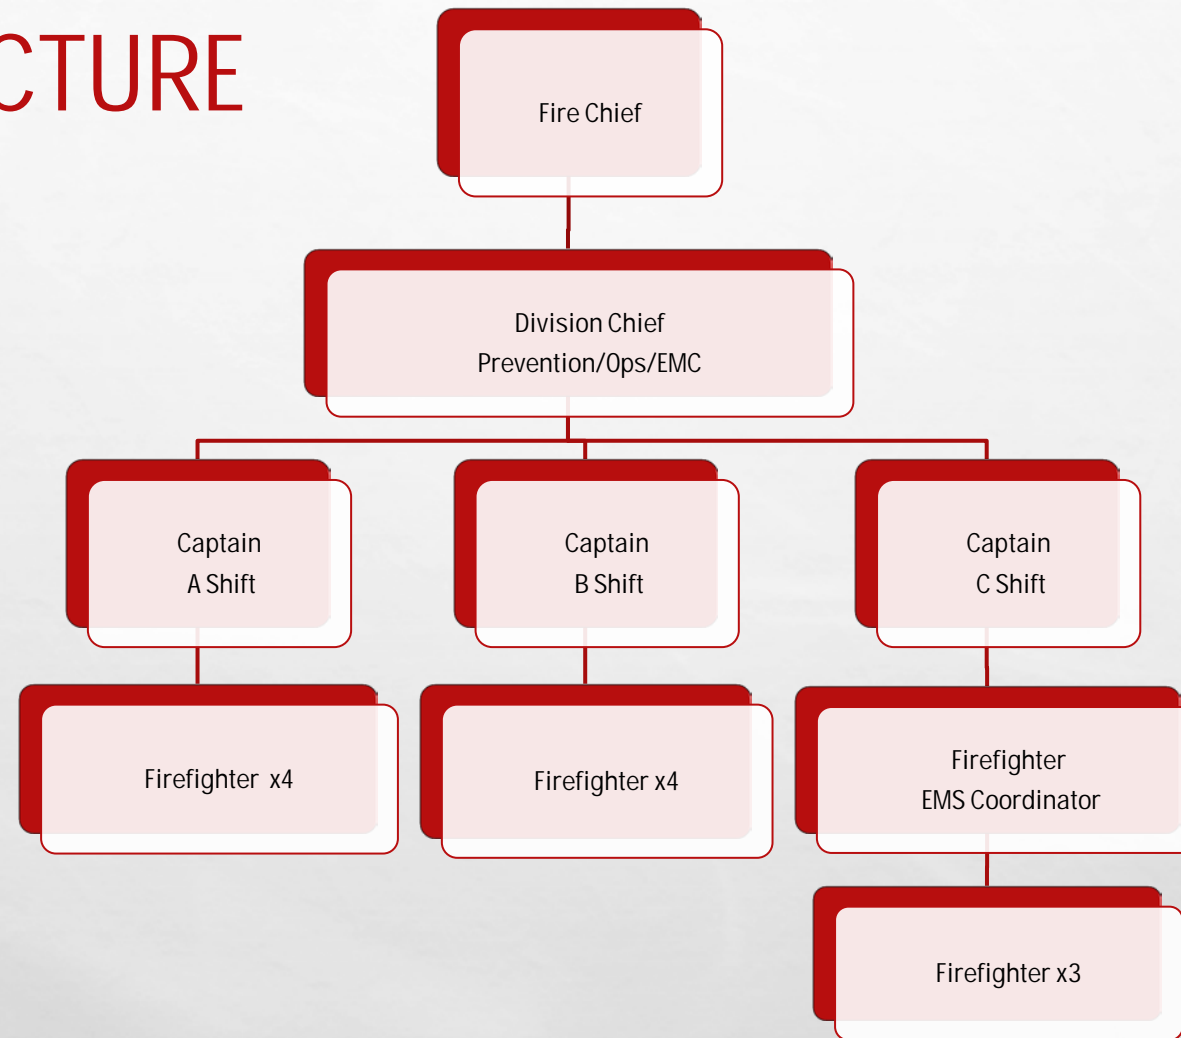 CTURE
Fire Chief
Division Chief
Prevention/Ops/EMC
Captain
A Shift
Captain
B Shift
Captain
C Shift
Firefighter x4
Firefighter x4
Firefighter
EMS Coordinator
Firefighter x3